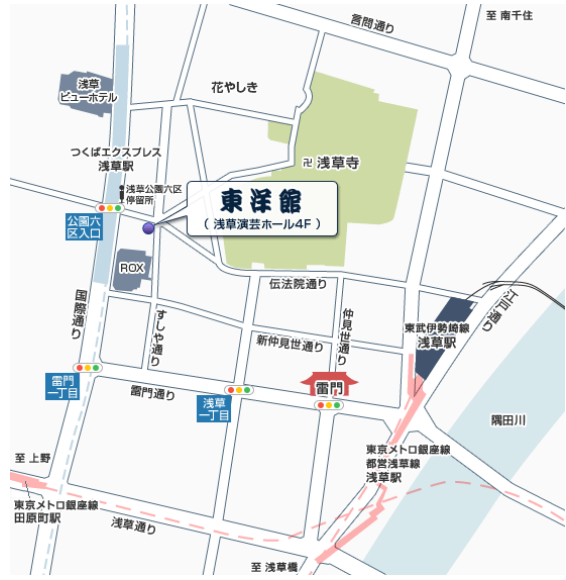 至 南千住
言問通り
浅草
ビューホテル
花やしき
つくばエクスプレス
浅草駅
卍 浅草寺
浅草公園六区
停留所
東洋館
（ 浅草演芸ホール4F ）
公園六
区入口
ROX
伝法院通り
国際通り
すしや通り
新仲見世通り
仲見世通り
江戸通り
東武伊勢崎線
浅草駅
雷門
一丁目
雷門通り
浅草
一丁目
雷門
隅田川
東京メトロ銀座線
都営浅草線
浅草駅
至 上野
東京メトロ銀座線
田原町駅
浅草通り
至 浅草橋